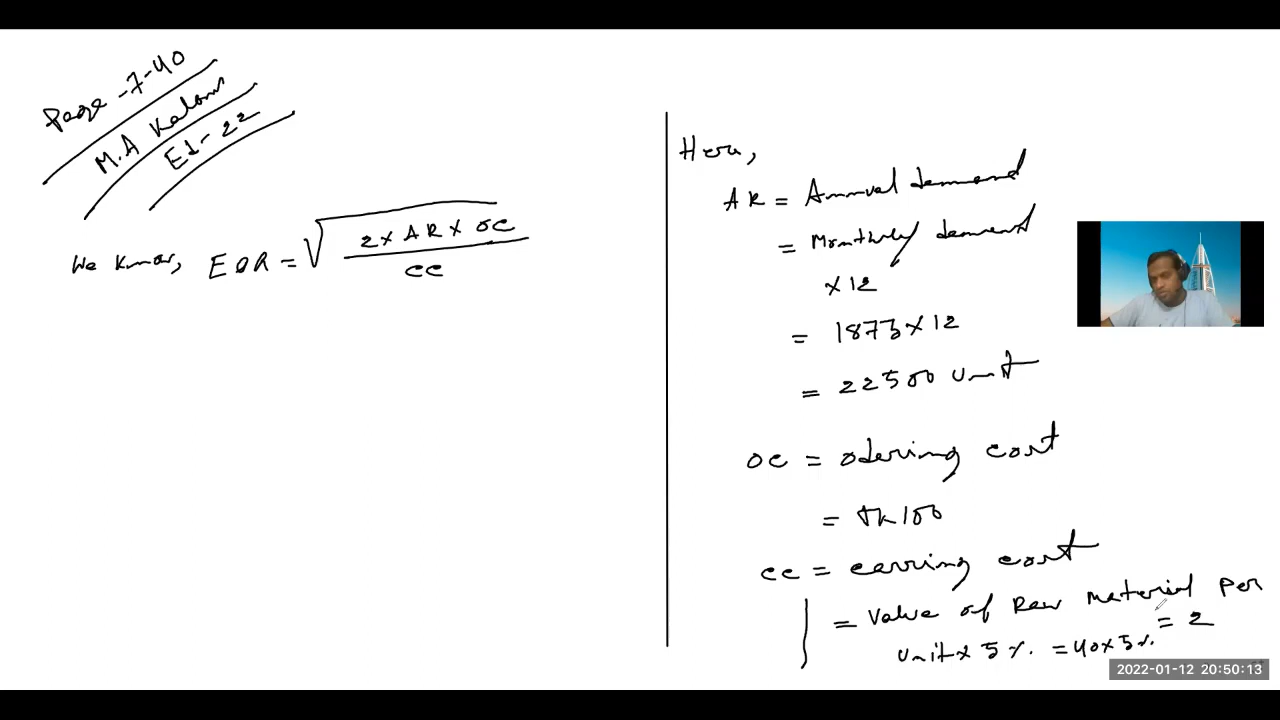 Page -7-40
M.A Kalam
E1-22
We know, EOQ = √ 2 x AR x OC
CC
Here,
AR = Annual demand
= Monthly demand
x 12
= 1875 x 12
= 22500 unit
OC = odering cost
= Tk 100
CC = carring cost
= Value of Raw material per
unit x 5 %. = 40 x 5 %. = 2
2022-01-12 20:50:13